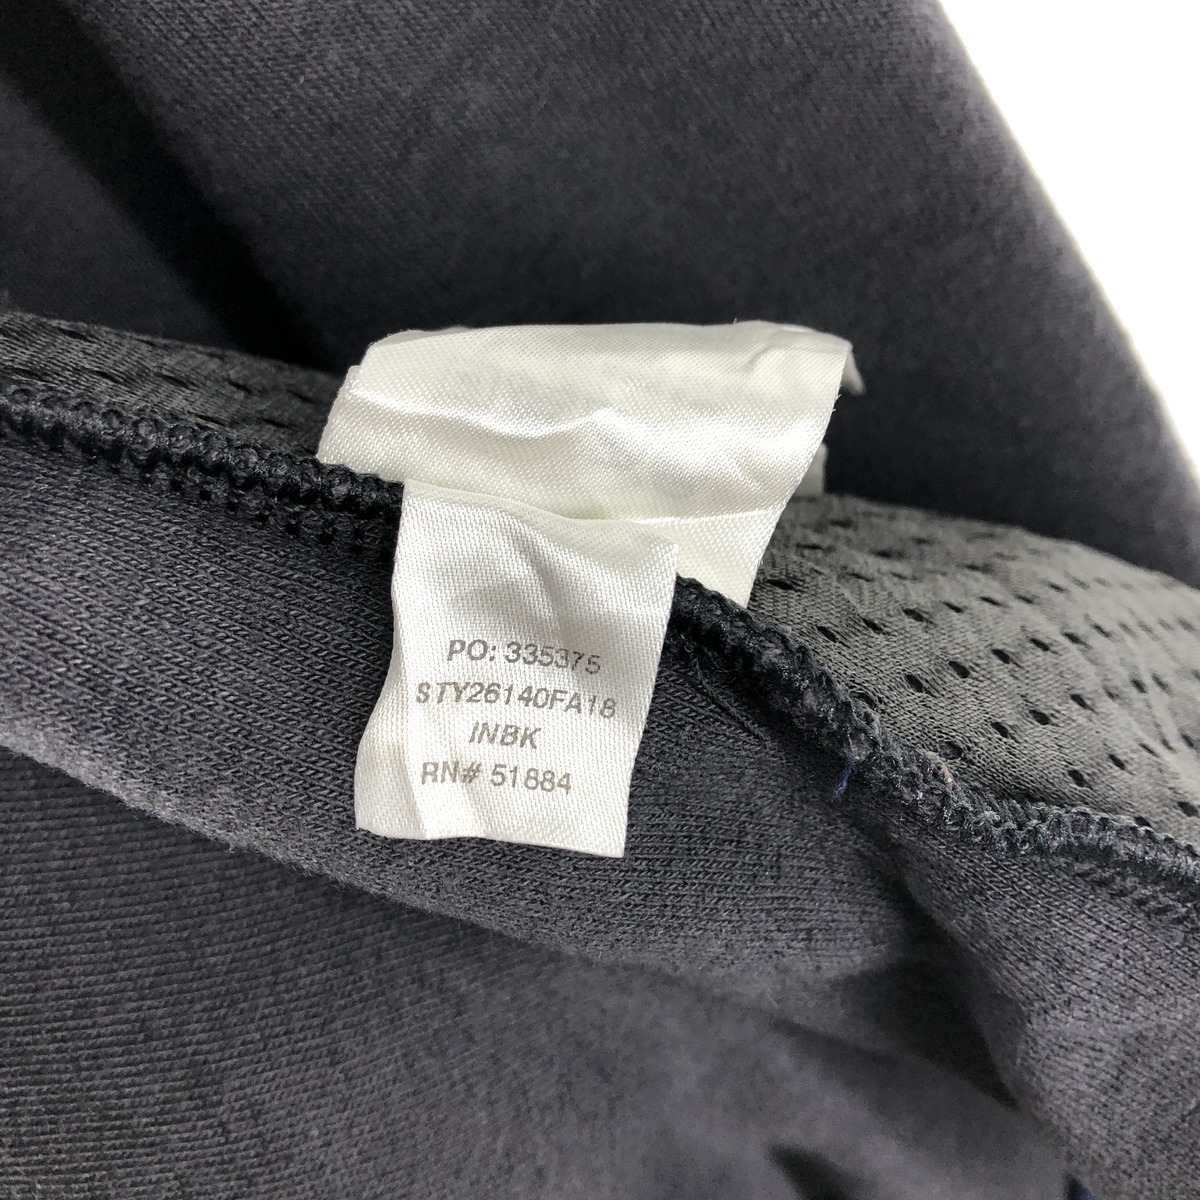 PO: 335375
STY26140FA18
INBK
RN# 51884